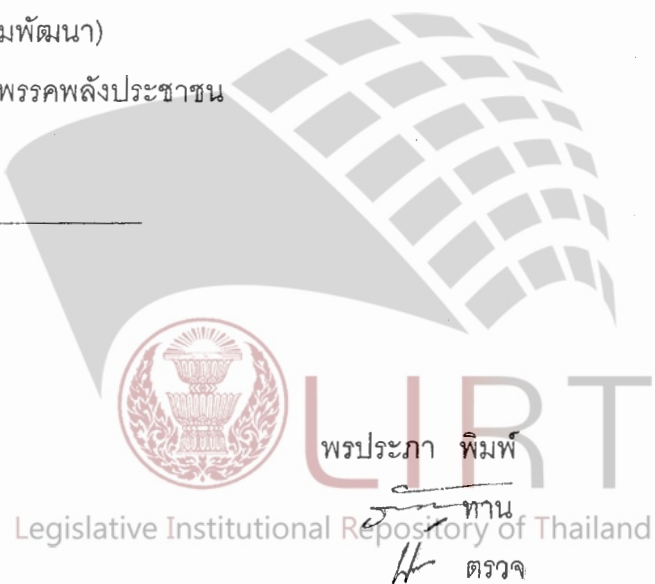 มพัฒนา)
พรรคพลังประชาชน
LIRT
พรประภา พิมพ์
ทาน
Legislative Institutional Repository of Thailand
ตรวจ